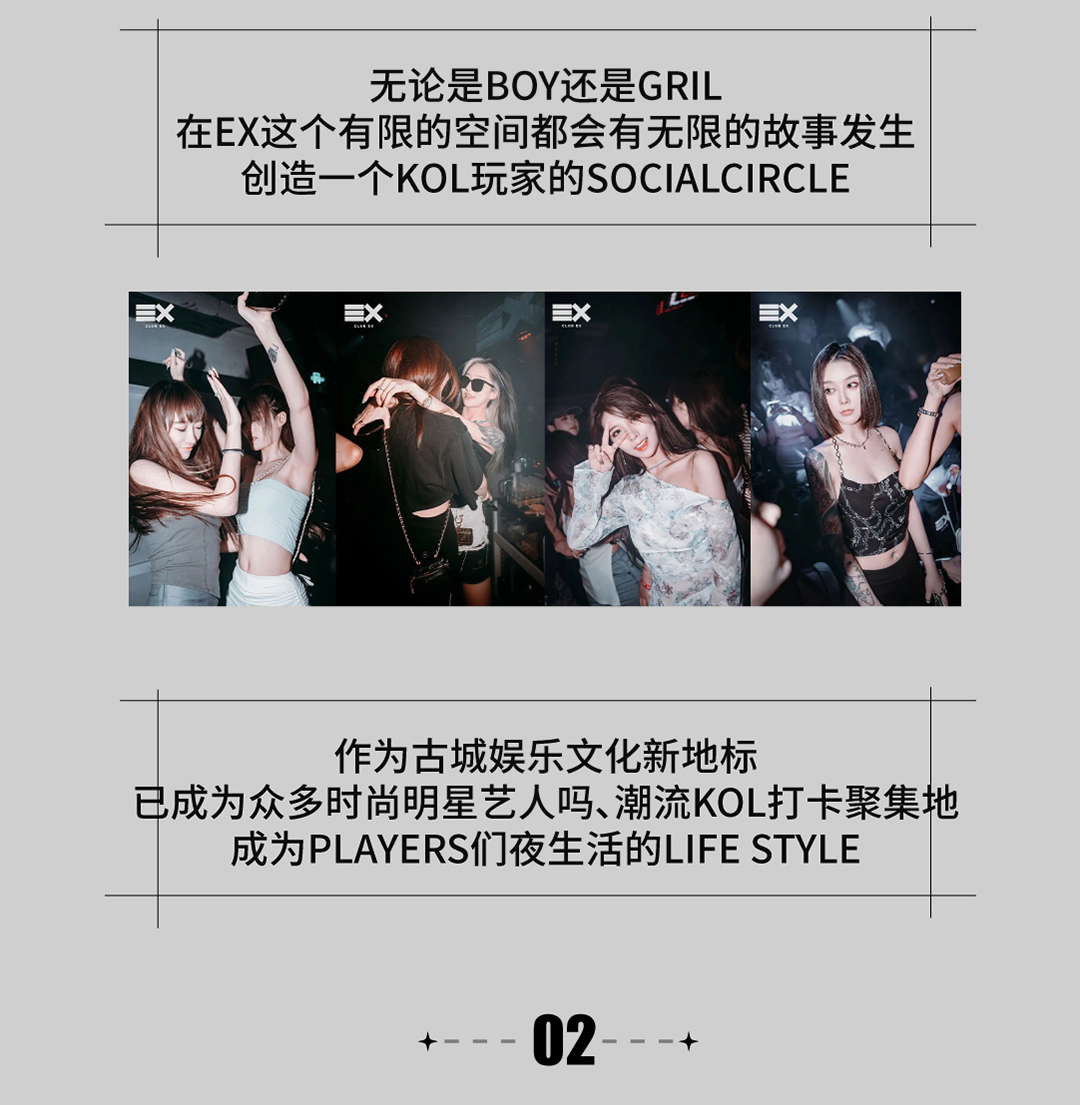 无论是BOY还是GRIL
在EX这个有限的空间都会有无限的故事发生
创造一个KOL玩家的SOCIALCIRCLE
EX EX EX EX
CLUB EX CLUB EX CLUB EX CLUB EX
作为古城娱乐文化新地标
已成为众多时尚明星艺人吗、潮流KOL打卡聚集地
成为PLAYERS们夜生活的LIFE STYLE
02